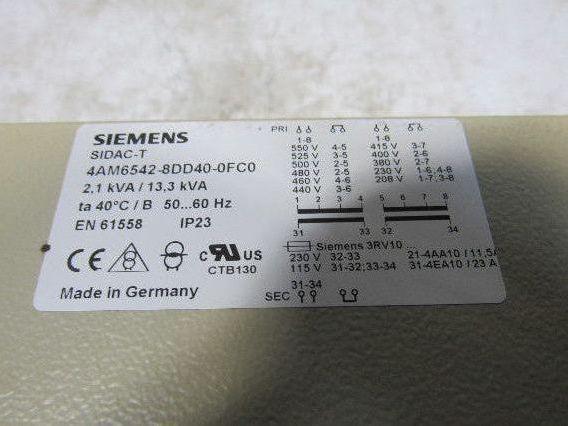 SIEMENS
SIDAC-T
4AM6542-8DD40-0FC0
2,1 kVA / 13,3 kVA
ta 40°C / B 50...60 Hz
EN 61558 IP23
CE
C UR US
CTB130
Made in Germany
PRI
1-8
550 V 4-5
525 V 3-5
500 V 2-5
480 V 2-5
460 V 4-6
440 V 3-6
415 V 3-7
400 V 2-6
380 V 2-7
230 V 1-6,4-8
208 V 1-7,3-8
1 2 3 4 5 6 7 8
31 33 32 34
Siemens 3RV10 ...
230 V 32-33 21-4AA10 / 11,5A
115 V 31-32;33-34 31-4EA10 / 23 A
31-34
SEC